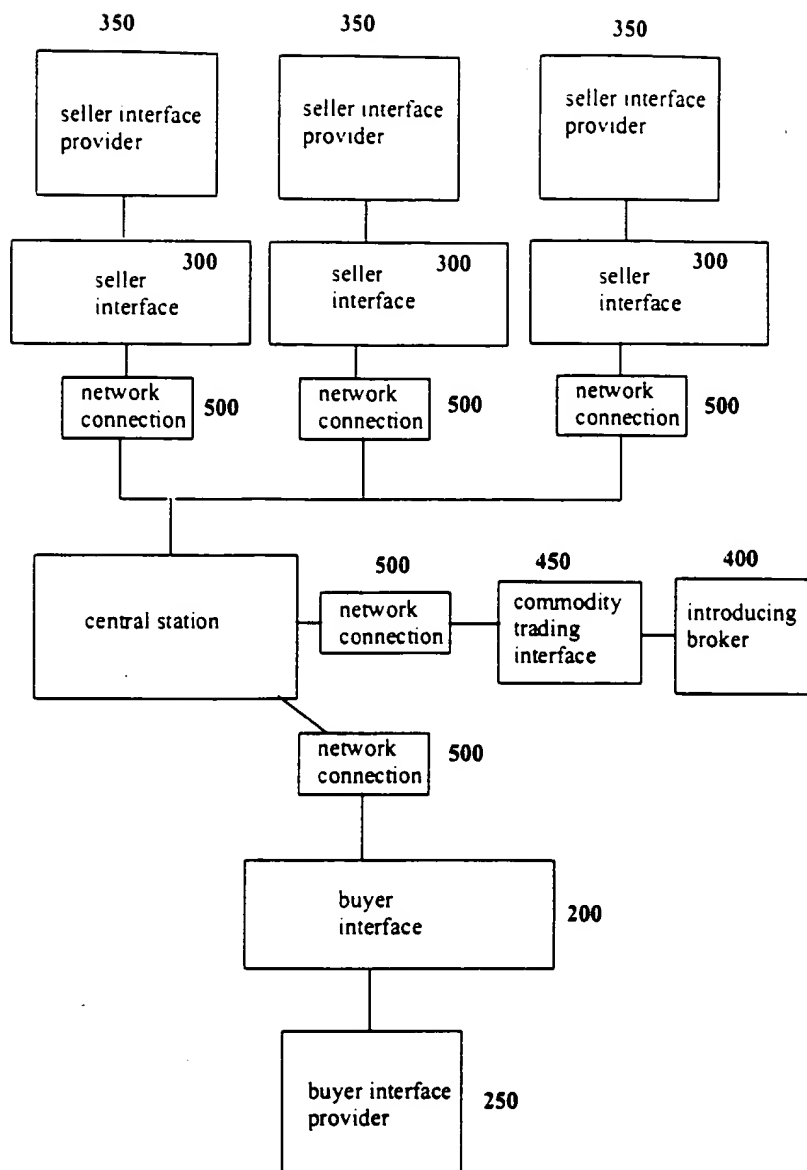 350
350
350
seller interface
provider
seller interface
provider
seller interface
provider
300
seller
interface
300
seller
interface
300
seller
interface
network
connection
500
network
connection
500
network
connection
500
500
450
400
central station
network
connection
commodity
trading
interface
introducing
broker
network
connection
500
buyer
interface
200
buyer interface
provider
250